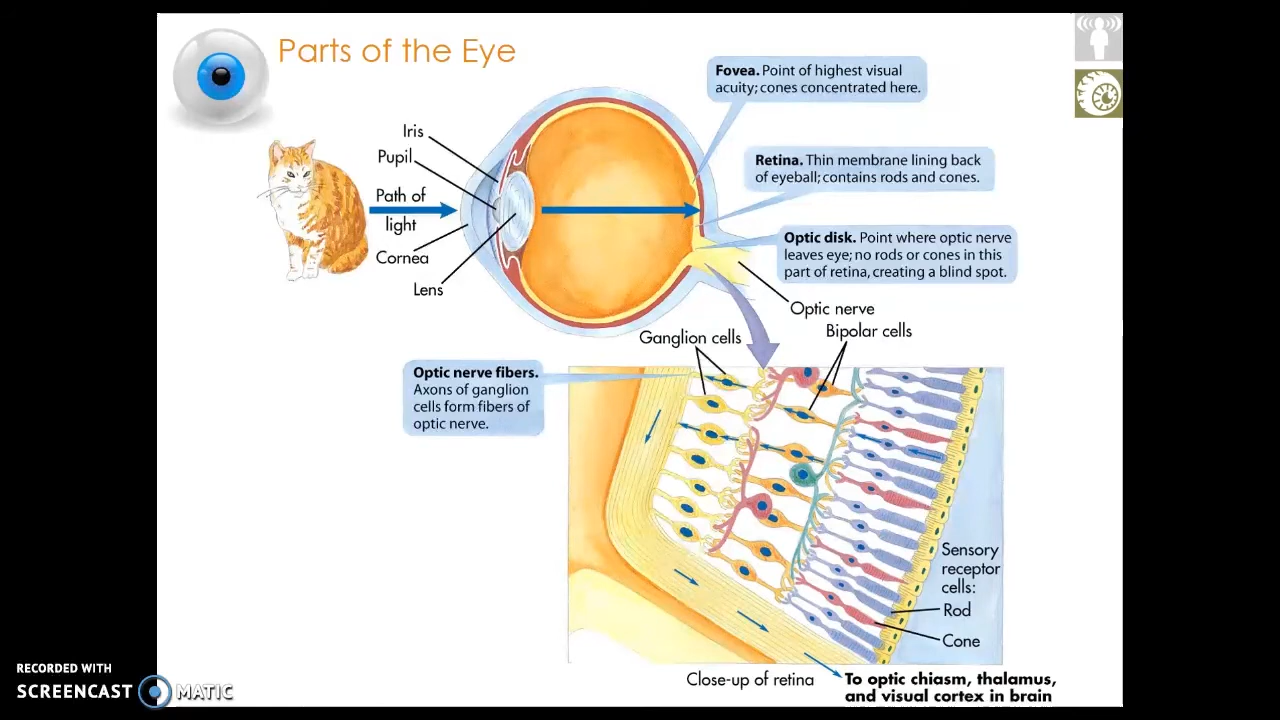 Parts of the Eye
Fovea. Point of highest visual
acuity; cones concentrated here.
Iris
Pupil
Path of
light
Cornea
Lens
Retina. Thin membrane lining back
of eyeball; contains rods and cones.
Optic disk. Point where optic nerve
leaves eye; no rods or cones in this
part of retina, creating a blind spot.
Optic nerve
Bipolar cells
Ganglion cells
Optic nerve fibers.
Axons of ganglion
cells form fibers of
optic nerve.
Sensory
receptor
cells:
Rod
Cone
Close-up of retina
To optic chiasm, thalamus,
and visual cortex in brain
RECORDED WITH
SCREENCAST MATIC